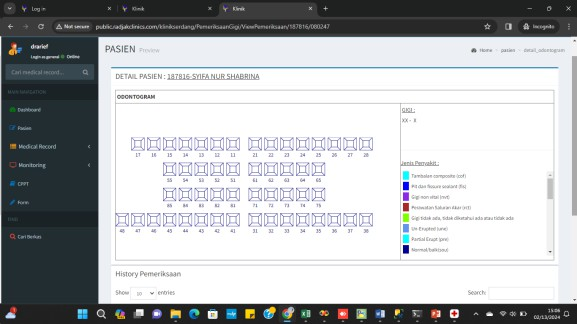 Log in
Klinik
Klinik
Not secure public.radjakclinics.com/klinikserdang/PemeriksaanGigi/ViewPemeriksaan/187816/080247
Incognito
drarief
Login as general Online
Cari medical record...
MAIN NAVIGATION
Dashboard
Pasien
Medical Record
Monitoring
CPPT
Form
Cari Berkas
PASIEN Preview
Home pasien detail_odontogram
DETAIL PASIEN : 187816-SYIFA NUR SHABRINA
ODONTOGRAM
17 16 15 14 13 12 11 21 22 23 24 25 26 27 28
55 54 53 52 51 61 62 63 64 65
85 84 83 82 81 71 72 73 74 75
48 47 46 45 44 43 42 41 31 32 33 34 35 36 37 38
GIGI :
XX - X
Jenis Penyakit :
Tambalan composite (cof)
Pit dan fissure sealant (fis)
Gigi non vital (nvt)
Perawatan Saluran Akar (rct)
Gigi tidak ada, tidak diketahui ada atau tidak ada
Un-Erupted (une)
Partial Erupt (pre)
Normal/baik(sou)
History Pemeriksaan
Show 10 entries
Search:
15:06
02/13/2024